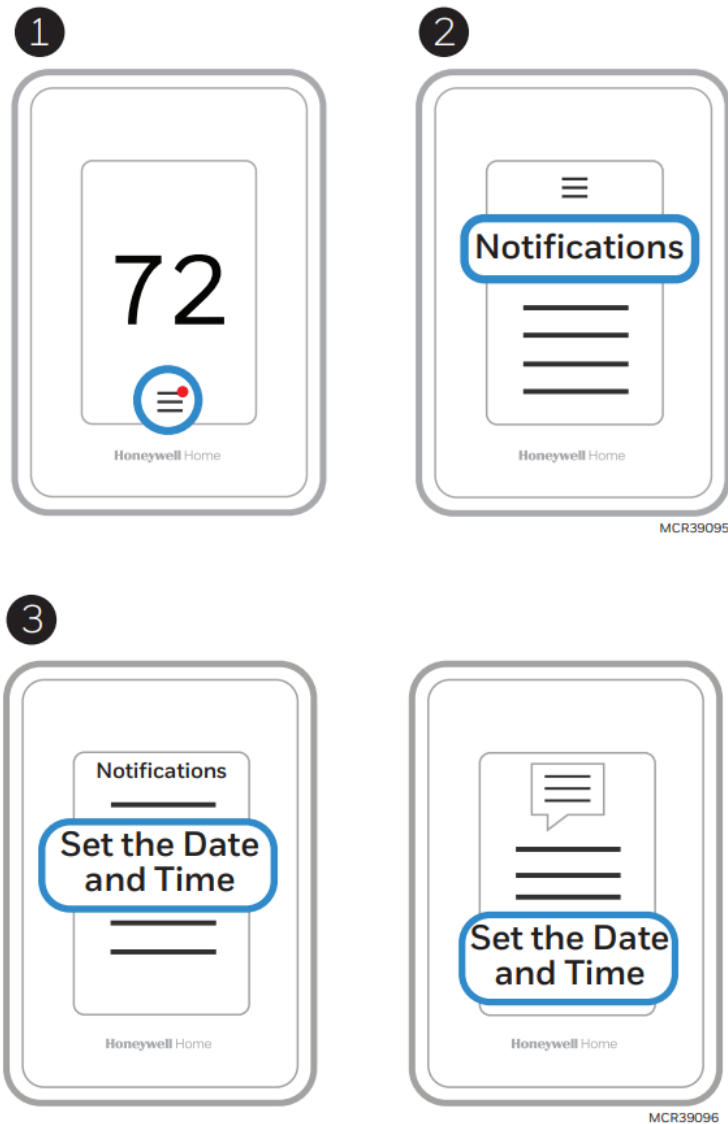 1
2
72
Honeywell Home
Notifications
Honeywell Home
MCR39095
3
Notifications
Set the Date
and Time
Honeywell Home
Set the Date
and Time
Honeywell Home
MCR39096